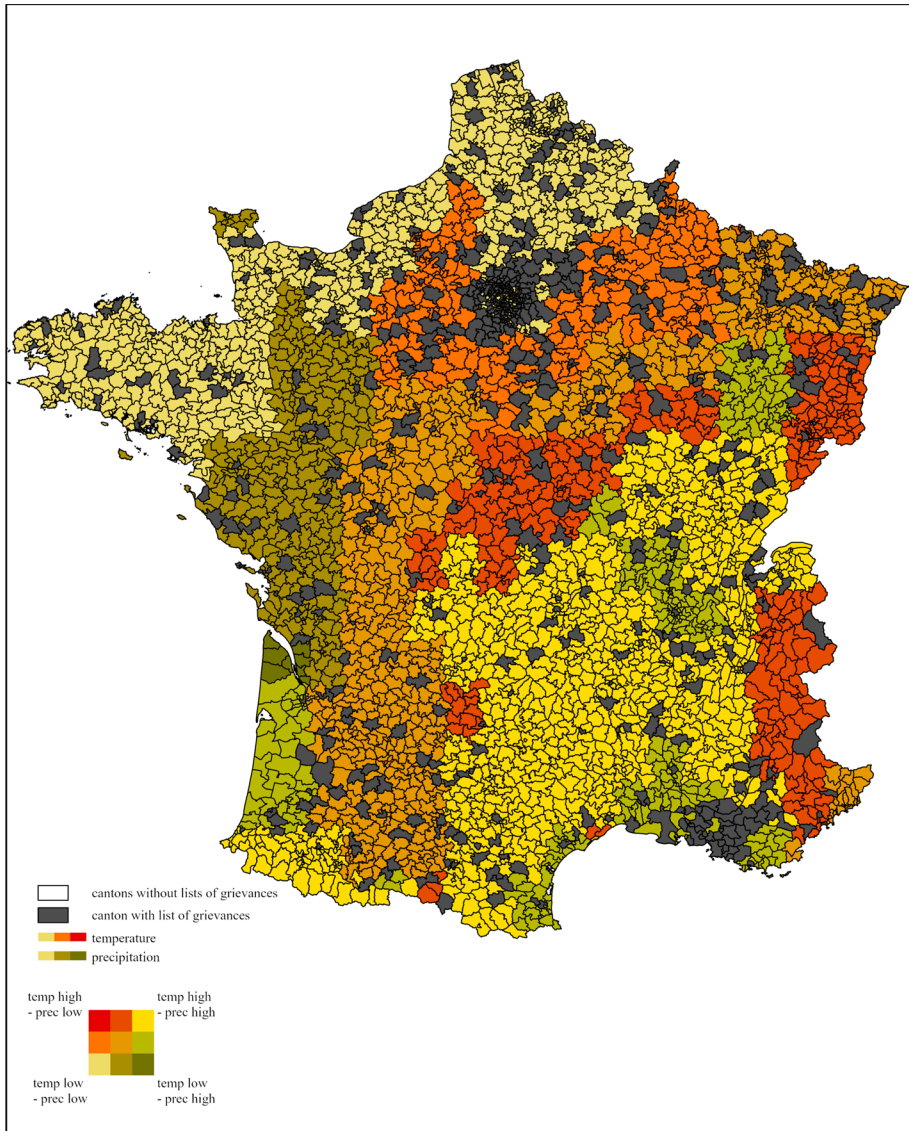 cantons without lists of grievances
canton with list of grievances
temperature
precipitation
temp high
- prec low
temp high
- prec high
temp low
- prec low
temp low
- prec high